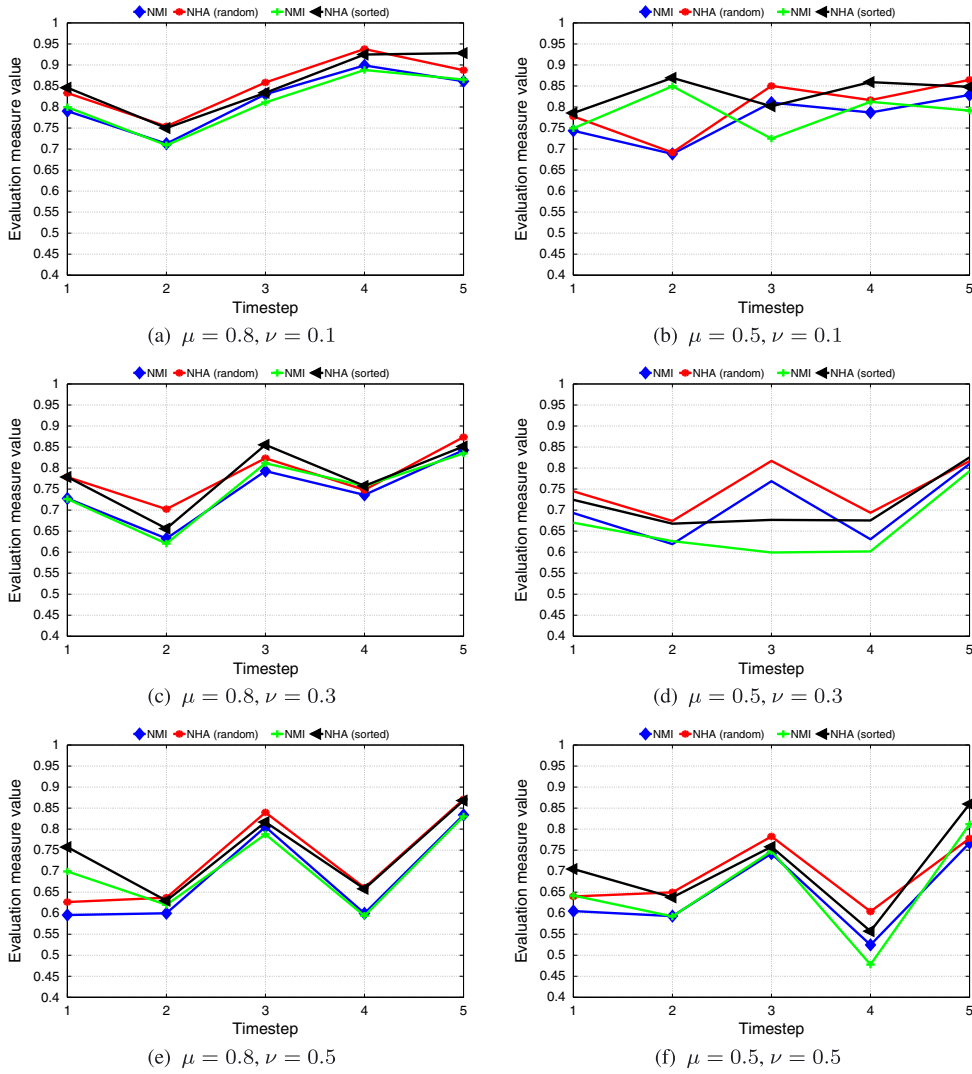 NMI NHA (random) NMI NHA (sorted)
1
0.95
0.9
0.85
0.8
0.75
0.7
0.65
0.6
0.55
0.5
0.45
0.4
Evaluation measure value
1 2 3 4 5
Timestep
(a) μ = 0.8, ν = 0.1
NMI NHA (random) NMI NHA (sorted)
1
0.95
0.9
0.85
0.8
0.75
0.7
0.65
0.6
0.55
0.5
0.45
0.4
Evaluation measure value
1 2 3 4 5
Timestep
(b) μ = 0.5, ν = 0.1
NMI NHA (random) NMI NHA (sorted)
1
0.95
0.9
0.85
0.8
0.75
0.7
0.65
0.6
0.55
0.5
0.45
0.4
Evaluation measure value
1 2 3 4 5
Timestep
(c) μ = 0.8, ν = 0.3
NMI NHA (random) NMI NHA (sorted)
1
0.95
0.9
0.85
0.8
0.75
0.7
0.65
0.6
0.55
0.5
0.45
0.4
Evaluation measure value
1 2 3 4 5
Timestep
(d) μ = 0.5, ν = 0.3
NMI NHA (random) NMI NHA (sorted)
1
0.95
0.9
0.85
0.8
0.75
0.7
0.65
0.6
0.55
0.5
0.45
0.4
Evaluation measure value
1 2 3 4 5
Timestep
(e) μ = 0.8, ν = 0.5
NMI NHA (random) NMI NHA (sorted)
1
0.95
0.9
0.85
0.8
0.75
0.7
0.65
0.6
0.55
0.5
0.45
0.4
Evaluation measure value
1 2 3 4 5
Timestep
(f) μ = 0.5, ν = 0.5